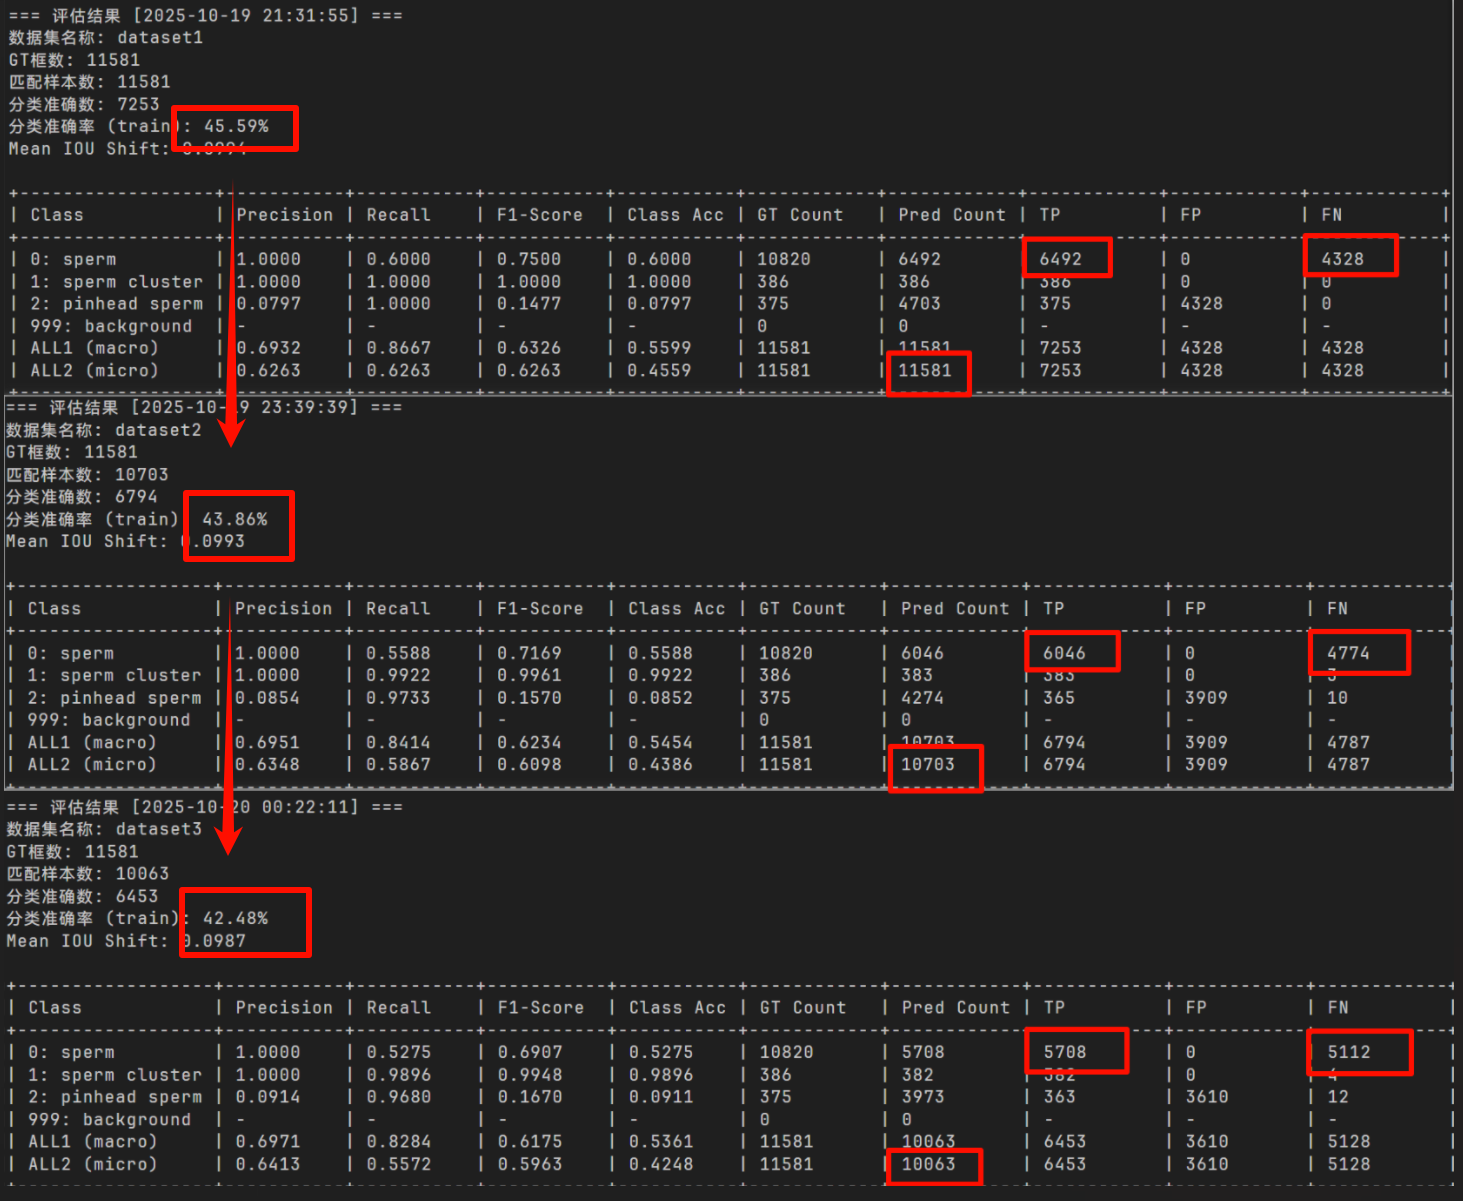 === 评估结果 [2025-10-19 21:31:55] ===
数据集名称: dataset1
GT框数: 11581
匹配样本数: 11581
分类准确数: 7253
分类准确率 (train): 45.59%
Mean IOU Shift: 0.0994
| Class | Precision | Recall | F1-Score | Class Acc | GT Count | Pred Count | TP | FP | FN |
| 0: sperm | 1.0000 | 0.6000 | 0.7500 | 0.6000 | 10820 | 6492 | 6492 | 0 | 4328 |
| 1: sperm cluster | 1.0000 | 1.0000 | 1.0000 | 1.0000 | 386 | 386 | 386 | 0 | 0 |
| 2: pinhead sperm | 0.0797 | 1.0000 | 0.1477 | 0.0797 | 375 | 4703 | 375 | 4328 | 0 |
| 999: background | - | - | - | - | 0 | 0 | - | - | - |
| ALL1 (macro) | 0.6932 | 0.8667 | 0.6326 | 0.5599 | 11581 | 11581 | 7253 | 4328 | 4328 |
| ALL2 (micro) | 0.6263 | 0.6263 | 0.6263 | 0.4559 | 11581 | 11581 | 7253 | 4328 | 4328 |
=== 评估结果 [2025-10-19 23:39:39] ===
数据集名称: dataset2
GT框数: 11581
匹配样本数: 10703
分类准确数: 6794
分类准确率 (train) 43.86%
Mean IOU Shift: 0.0993
| Class | Precision | Recall | F1-Score | Class Acc | GT Count | Pred Count | TP | FP | FN |
| 0: sperm | 1.0000 | 0.5588 | 0.7169 | 0.5588 | 10820 | 6046 | 6046 | 0 | 4774 |
| 1: sperm cluster | 1.0000 | 0.9922 | 0.9961 | 0.9922 | 386 | 383 | 383 | 0 | 3 |
| 2: pinhead sperm | 0.0854 | 0.9733 | 0.1570 | 0.0852 | 375 | 4274 | 365 | 3909 | 10 |
| 999: background | - | - | - | - | 0 | 0 | - | - | - |
| ALL1 (macro) | 0.6951 | 0.8414 | 0.6234 | 0.5454 | 11581 | 10703 | 6794 | 3909 | 4787 |
| ALL2 (micro) | 0.6348 | 0.5867 | 0.6098 | 0.4386 | 11581 | 10703 | 6794 | 3909 | 4787 |
=== 评估结果 [2025-10-20 00:22:11] ===
数据集名称: dataset3
GT框数: 11581
匹配样本数: 10063
分类准确数: 6453
分类准确率 (train): 42.48%
Mean IOU Shift: 0.0987
| Class | Precision | Recall | F1-Score | Class Acc | GT Count | Pred Count | TP | FP | FN |
| 0: sperm | 1.0000 | 0.5275 | 0.6907 | 0.5275 | 10820 | 5708 | 5708 | 0 | 5112 |
| 1: sperm cluster | 1.0000 | 0.9896 | 0.9948 | 0.9896 | 386 | 382 | 382 | 0 | 4 |
| 2: pinhead sperm | 0.0914 | 0.9680 | 0.1670 | 0.0911 | 375 | 3973 | 363 | 3610 | 12 |
| 999: background | - | - | - | - | 0 | 0 | - | - | - |
| ALL1 (macro) | 0.6971 | 0.8284 | 0.6175 | 0.5361 | 11581 | 10063 | 6453 | 3610 | 5128 |
| ALL2 (micro) | 0.6413 | 0.5572 | 0.5963 | 0.4248 | 11581 | 10063 | 6453 | 3610 | 5128 |